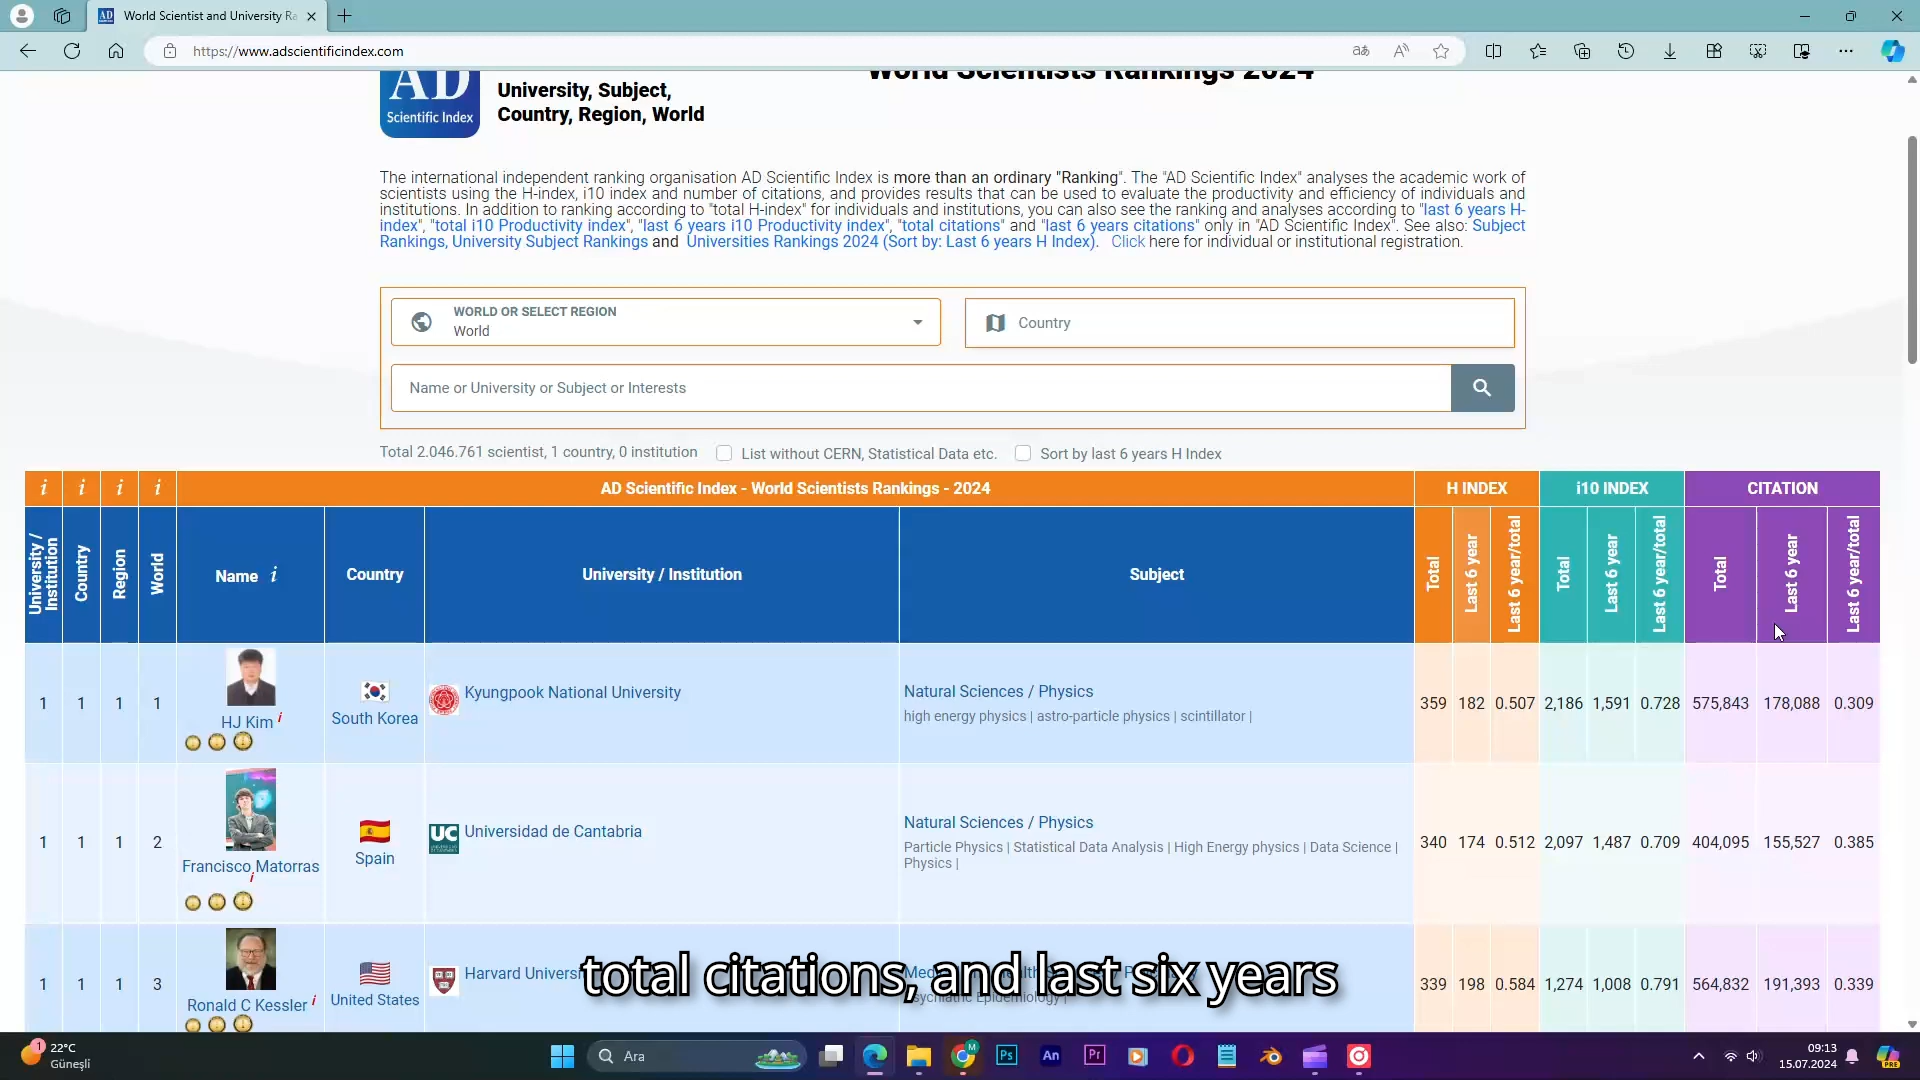 World Scientist and University Ra
https://www.adscientificindex.com
AD
Scientific Index
University, Subject,
Country, Region, World
World Scientists Rankings 2024
The international independent ranking organisation AD Scientific Index is more than an ordinary "Ranking". The "AD Scientific Index" analyses the academic work of
scientists using the H-index, i10 index and number of citations, and provides results that can be used to evaluate the productivity and efficiency of individuals and
institutions. In addition to ranking according to "total H-index" for individuals and institutions, you can also see the ranking and analyses according to "last 6 years H-
index", "total i10 Productivity index", "last 6 years i10 Productivity index", "total citations" and "last 6 years citations" only in "AD Scientific Index". See also: Subject
Rankings, University Subject Rankings and Universities Rankings 2024 (Sort by: Last 6 years H Index). Click here for individual or institutional registration.
WORLD OR SELECT REGION
World
Country
Name or University or Subject or Interests
Total 2.046.761 scientist, 1 country, 0 institution
List without CERN, Statistical Data etc.
Sort by last 6 years H Index
i i i i AD Scientific Index - World Scientists Rankings - 2024 H INDEX i10 INDEX CITATION
University / Institution Country Region World Name i Country University / Institution Subject Total Last 6 year Last 6 year/total Total Last 6 year Last 6 year/total Total Last 6 year Last 6 year/total
1 1 1 1
HJ Kim i
South Korea
Kyungpook National University
Natural Sciences / Physics
high energy physics | astro-particle physics | scintillator |
359 182 0.507 2,186 1,591 0.728 575,843 178,088 0.309
1 1 1 2
Francisco Matorras
i
Spain
UC
Universidad de Cantabria
Natural Sciences / Physics
Particle Physics | Statistical Data Analysis | High Energy physics | Data Science |
Physics |
340 174 0.512 2,097 1,487 0.709 404,095 155,527 0.385
1 1 1 3
Ronald C Kessler i
United States
Harvard
339 198 0.584 1,274 1,008 0.791 564,832 191,393 0.339
total citations, and last six years
1
22°C
Güneşli
Ara
M
Ps
An
Pr
09:13
15.07.2024
PRE